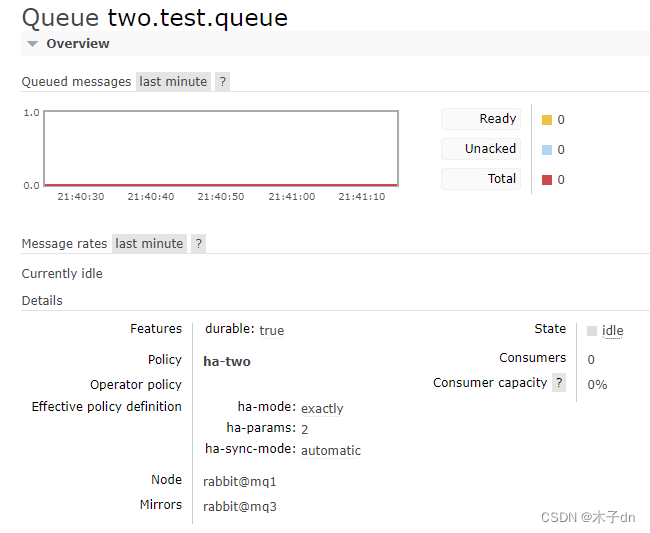 Queue two.test.queue
Overview
Queued messages last minute ?
1.0
0.0
21:40:30 21:40:40 21:40:50 21:41:00 21:41:10
Ready 0
Unacked 0
Total 0
Message rates last minute ?
Currently idle
Details
Features durable: true
Policy ha-two
Operator policy
Effective policy definition ha-mode: exactly
ha-params: 2
ha-sync-mode: automatic
Node rabbit@mq1
Mirrors rabbit@mq3
State idle
Consumers 0
Consumer capacity ? 0%
CSDN @木子dn